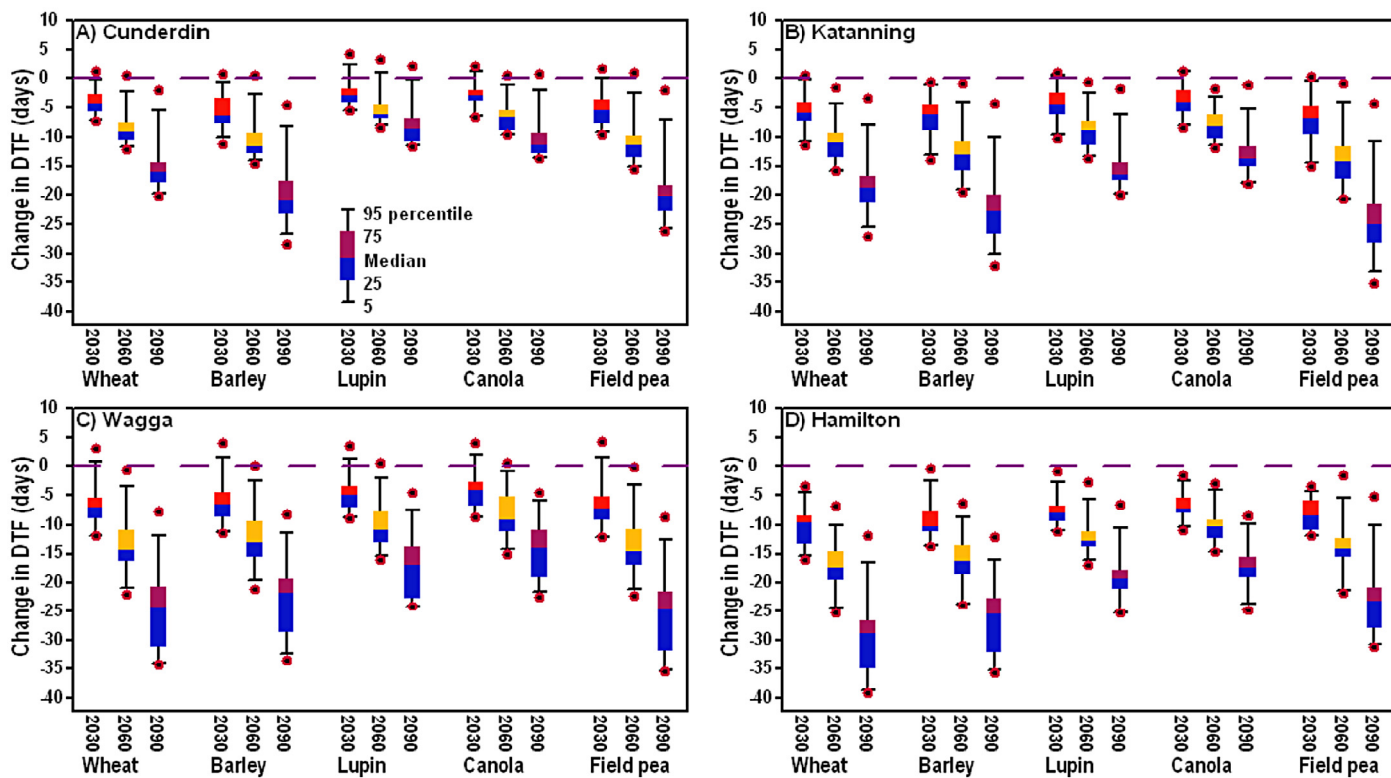 A) Cunderdin
Change in DTF (days)
10
5
0
-5
-10
-15
-20
-25
-30
-35
-40
95 percentile
75
Median
25
5
2030 2060 2090 2030 2060 2090 2030 2060 2090 2030 2060 2090 2030 2060 2090
Wheat Barley Lupin Canola Field pea
B) Katanning
Change in DTF (days)
10
5
0
-5
-10
-15
-20
-25
-30
-35
-40
2030 2060 2090 2030 2060 2090 2030 2060 2090 2030 2060 2090 2030 2060 2090
Wheat Barley Lupin Canola Field pea
C) Wagga
Change in DTF (days)
10
5
0
-5
-10
-15
-20
-25
-30
-35
-40
2030 2060 2090 2030 2060 2090 2030 2060 2090 2030 2060 2090 2030 2060 2090
Wheat Barley Lupin Canola Field pea
D) Hamilton
Change in DTF (days)
10
5
0
-5
-10
-15
-20
-25
-30
-35
-40
2030 2060 2090 2030 2060 2090 2030 2060 2090 2030 2060 2090 2030 2060 2090
Wheat Barley Lupin Canola Field pea